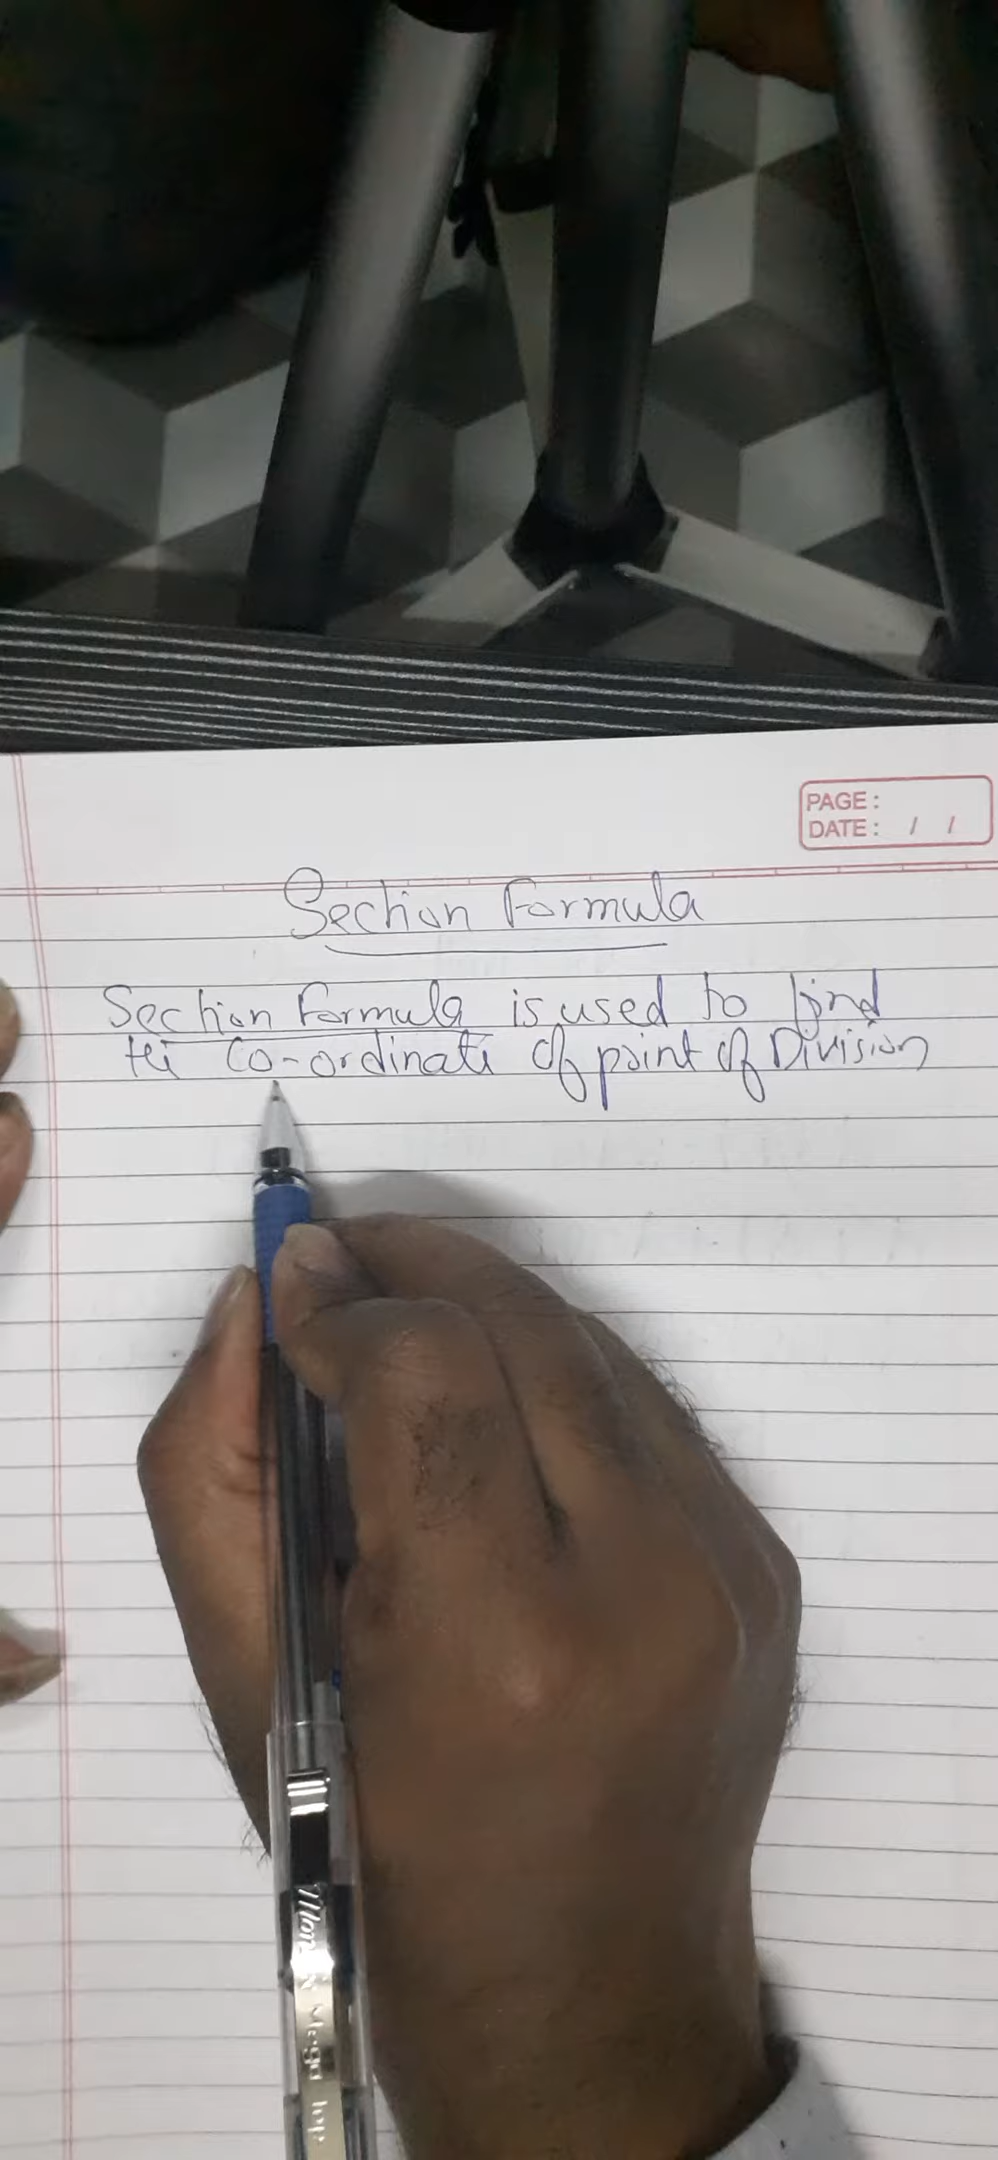 PAGE :
DATE : / /
Section Formula
Section Formula is used to find
the Co-ordinate of point of Division